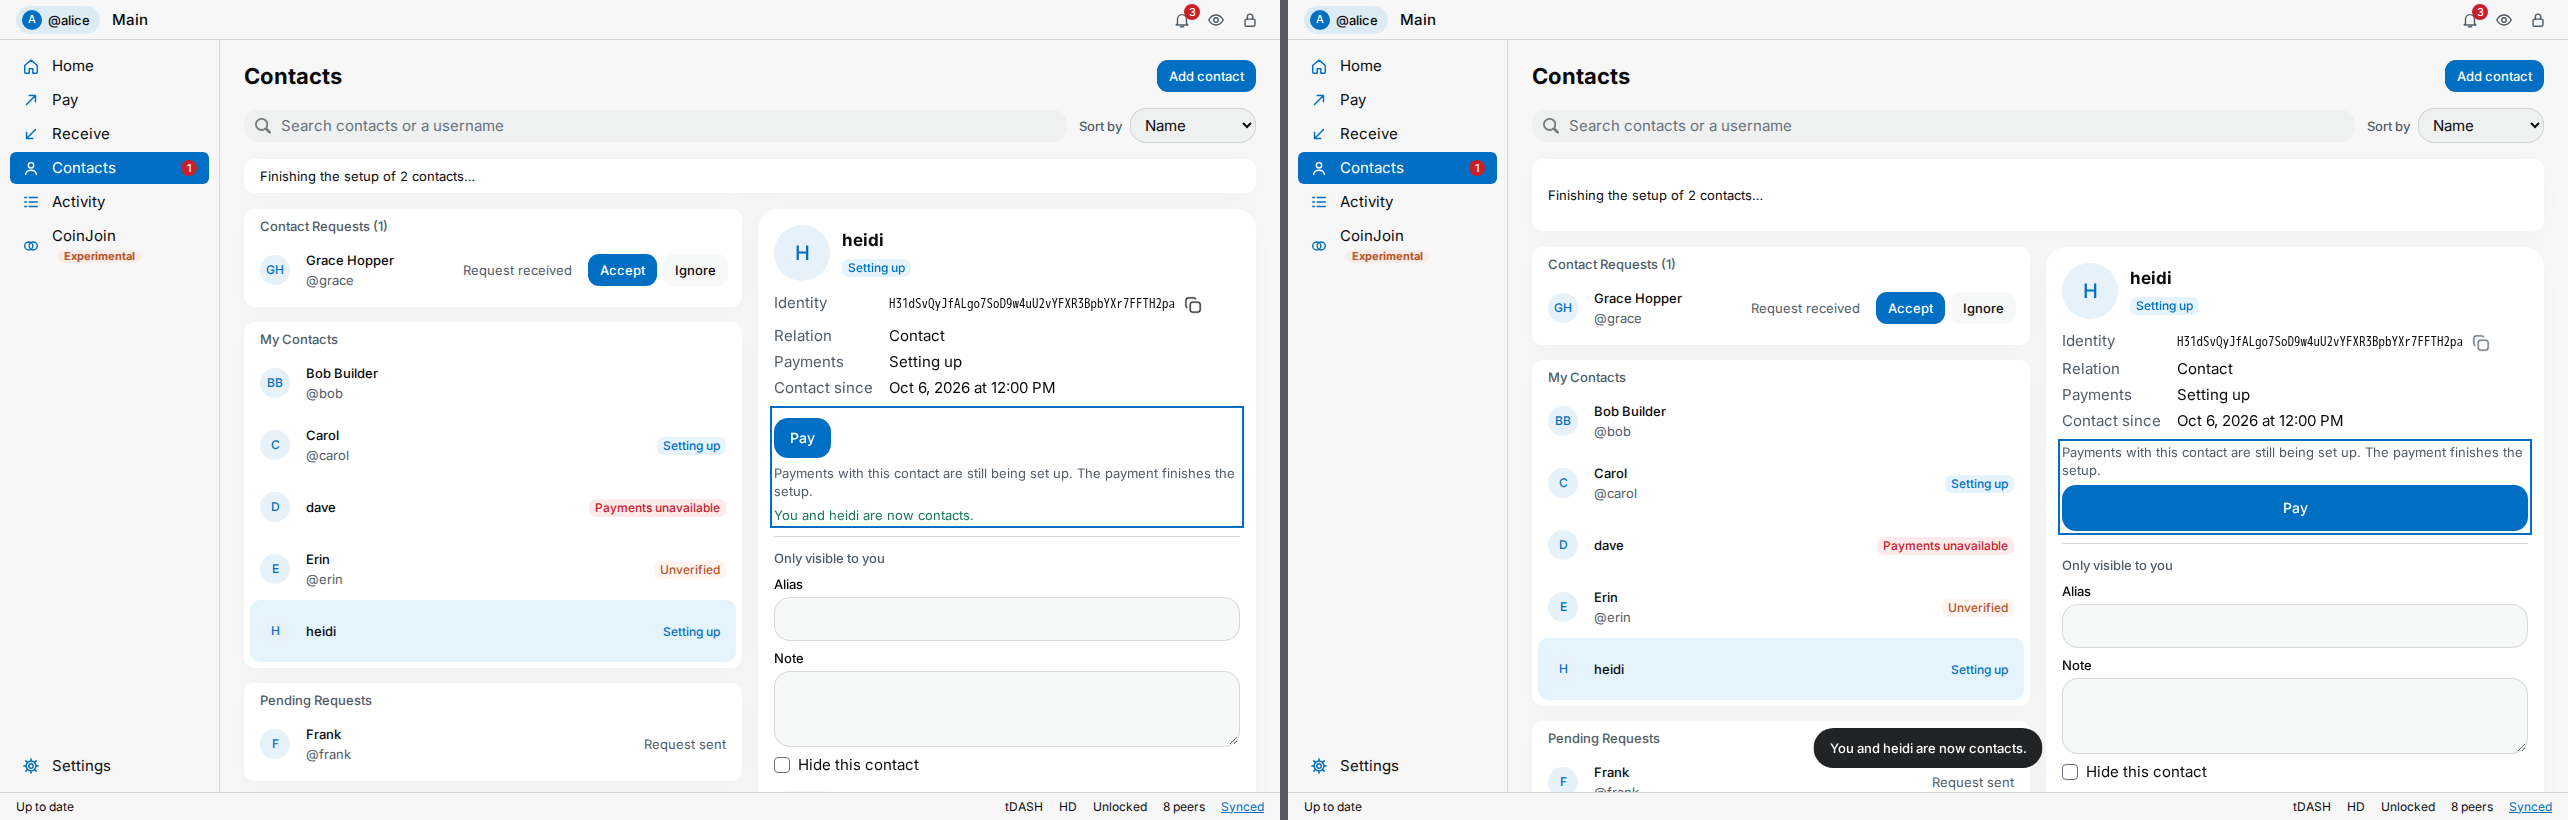 A @alice Main 3
Home
Pay
Receive
Contacts 1
Activity
CoinJoin
Experimental
Settings
Contacts Add contact
Search contacts or a username Sort by Name
Finishing the setup of 2 contacts...
Contact Requests (1)
GH Grace Hopper Request received Accept Ignore
@grace
My Contacts
BB Bob Builder
@bob
C Carol Setting up
@carol
D dave Payments unavailable
E Erin Unverified
@erin
H heidi Setting up
Pending Requests
F Frank Request sent
@frank
H heidi
Setting up
Identity H31dSvQyJfALgo7SoD9w4uU2vYFXR3BpbYXr7FFTH2pa
Relation Contact
Payments Setting up
Contact since Oct 6, 2026 at 12:00 PM
Pay
Payments with this contact are still being set up. The payment finishes the
setup.
You and heidi are now contacts.
Only visible to you
Alias
Note
Hide this contact
Up to date tDASH HD Unlocked 8 peers Synced
A @alice Main 3
Home
Pay
Receive
Contacts 1
Activity
CoinJoin
Experimental
Settings
Contacts Add contact
Search contacts or a username Sort by Name
Finishing the setup of 2 contacts...
Contact Requests (1)
GH Grace Hopper Request received Accept Ignore
@grace
My Contacts
BB Bob Builder
@bob
C Carol Setting up
@carol
D dave Payments unavailable
E Erin Unverified
@erin
H heidi Setting up
Pending Requests
F Frank Request sent
@frank
H heidi
Setting up
Identity H31dSvQyJfALgo7SoD9w4uU2vYFXR3BpbYXr7FFTH2pa
Relation Contact
Payments Setting up
Contact since Oct 6, 2026 at 12:00 PM
Payments with this contact are still being set up. The payment finishes the
setup.
Pay
Only visible to you
Alias
Note
Hide this contact
You and heidi are now contacts.
Up to date tDASH HD Unlocked 8 peers Synced